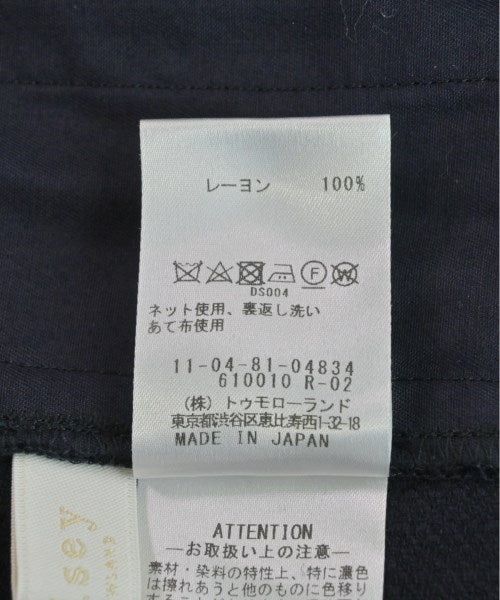 レーヨン 100%
DS004
ネット使用、裏返し洗い
あて布使用
11-04-81-04834
610010 R-02
(株)トゥモローランド
東京都渋谷区恵比寿西1-32-18
MADE IN JAPAN
ATTENTION
―お取扱い上の注意―
素材・染料の特性上、特に濃色
は擦れあうと他のものに色移り
sey